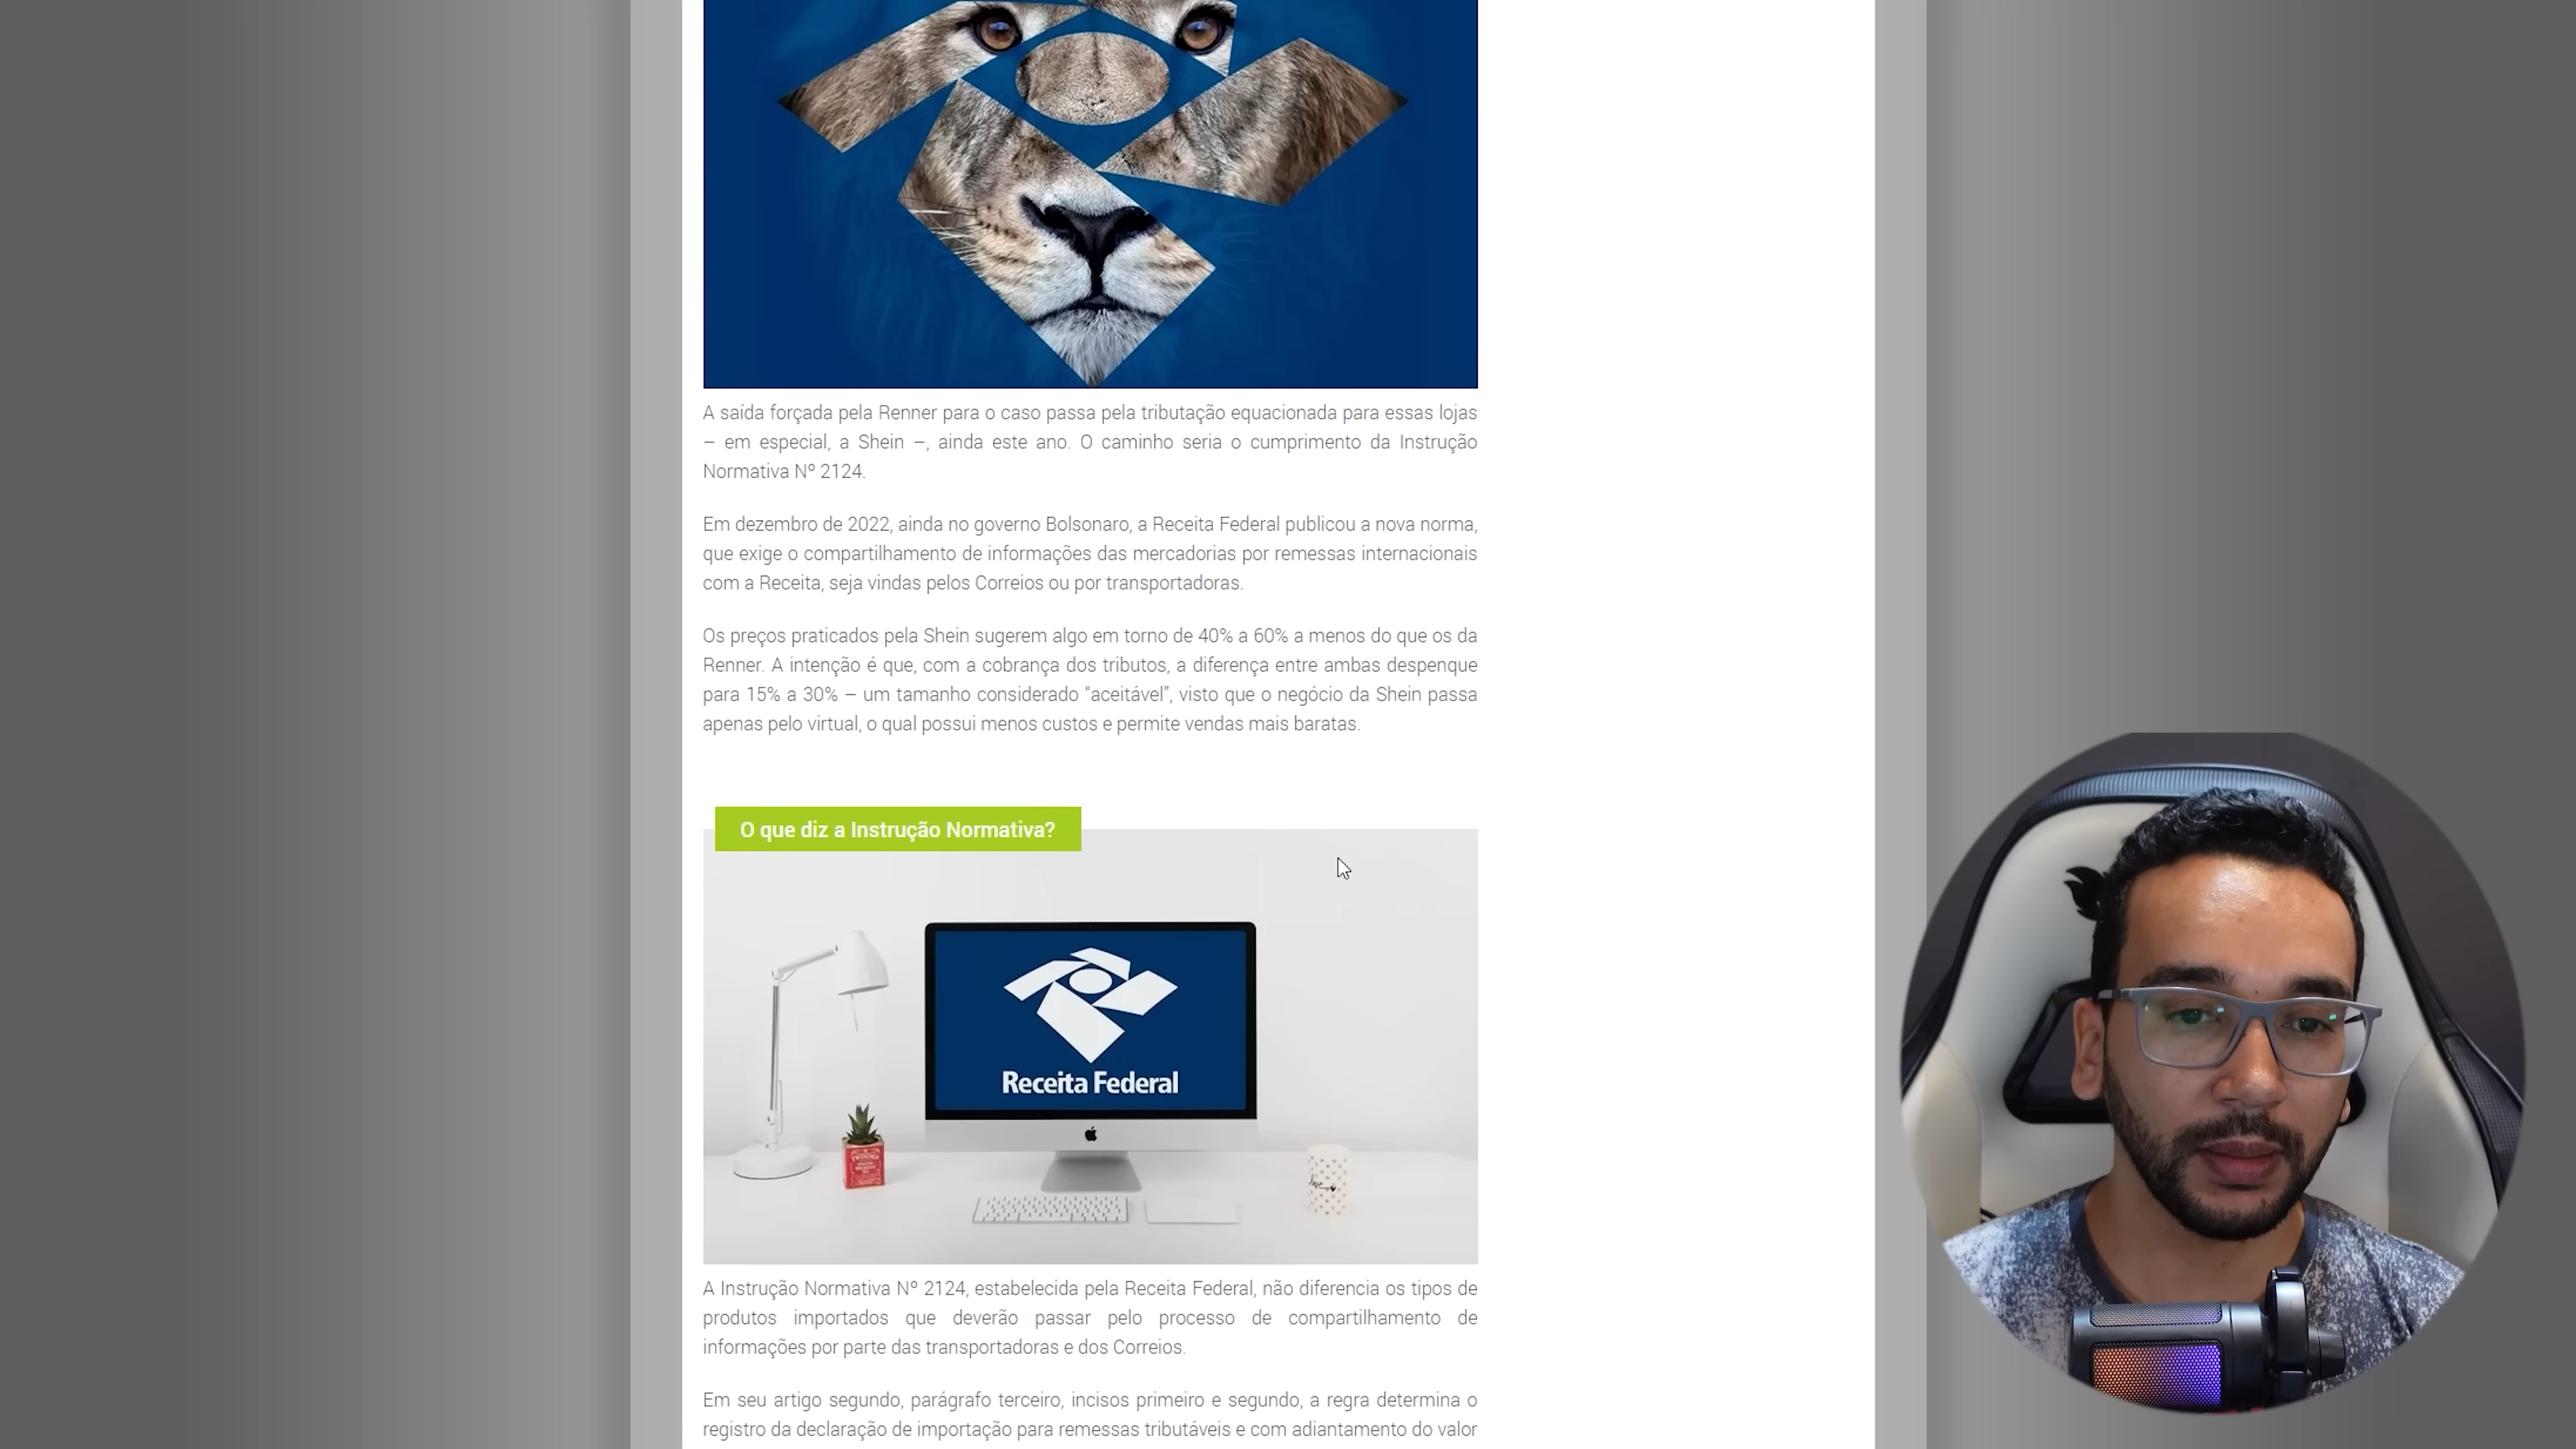 A saída forçada pela Renner para o caso passa pela tributação equacionada para essas lojas
– em especial, a Shein –, ainda este ano. O caminho seria o cumprimento da Instrução
Normativa Nº 2124.
Em dezembro de 2022, ainda no governo Bolsonaro, a Receita Federal publicou a nova norma,
que exige o compartilhamento de informações das mercadorias por remessas internacionais
com a Receita, seja vindas pelos Correios ou por transportadoras.
Os preços praticados pela Shein sugerem algo em torno de 40% a 60% a menos do que os da
Renner. A intenção é que, com a cobrança dos tributos, a diferença entre ambas despenque
para 15% a 30% – um tamanho considerado “aceitável”, visto que o negócio da Shein passa
apenas pelo virtual, o qual possui menos custos e permite vendas mais baratas.
O que diz a Instrução Normativa?
Receita Federal
A Instrução Normativa Nº 2124, estabelecida pela Receita Federal, não diferencia os tipos de
produtos importados que deverão passar pelo processo de compartilhamento de
informações por parte das transportadoras e dos Correios.
Em seu artigo segundo, parágrafo terceiro, incisos primeiro e segundo, a regra determina o
registro da declaração de importação para remessas tributáveis e com adiantamento do valor